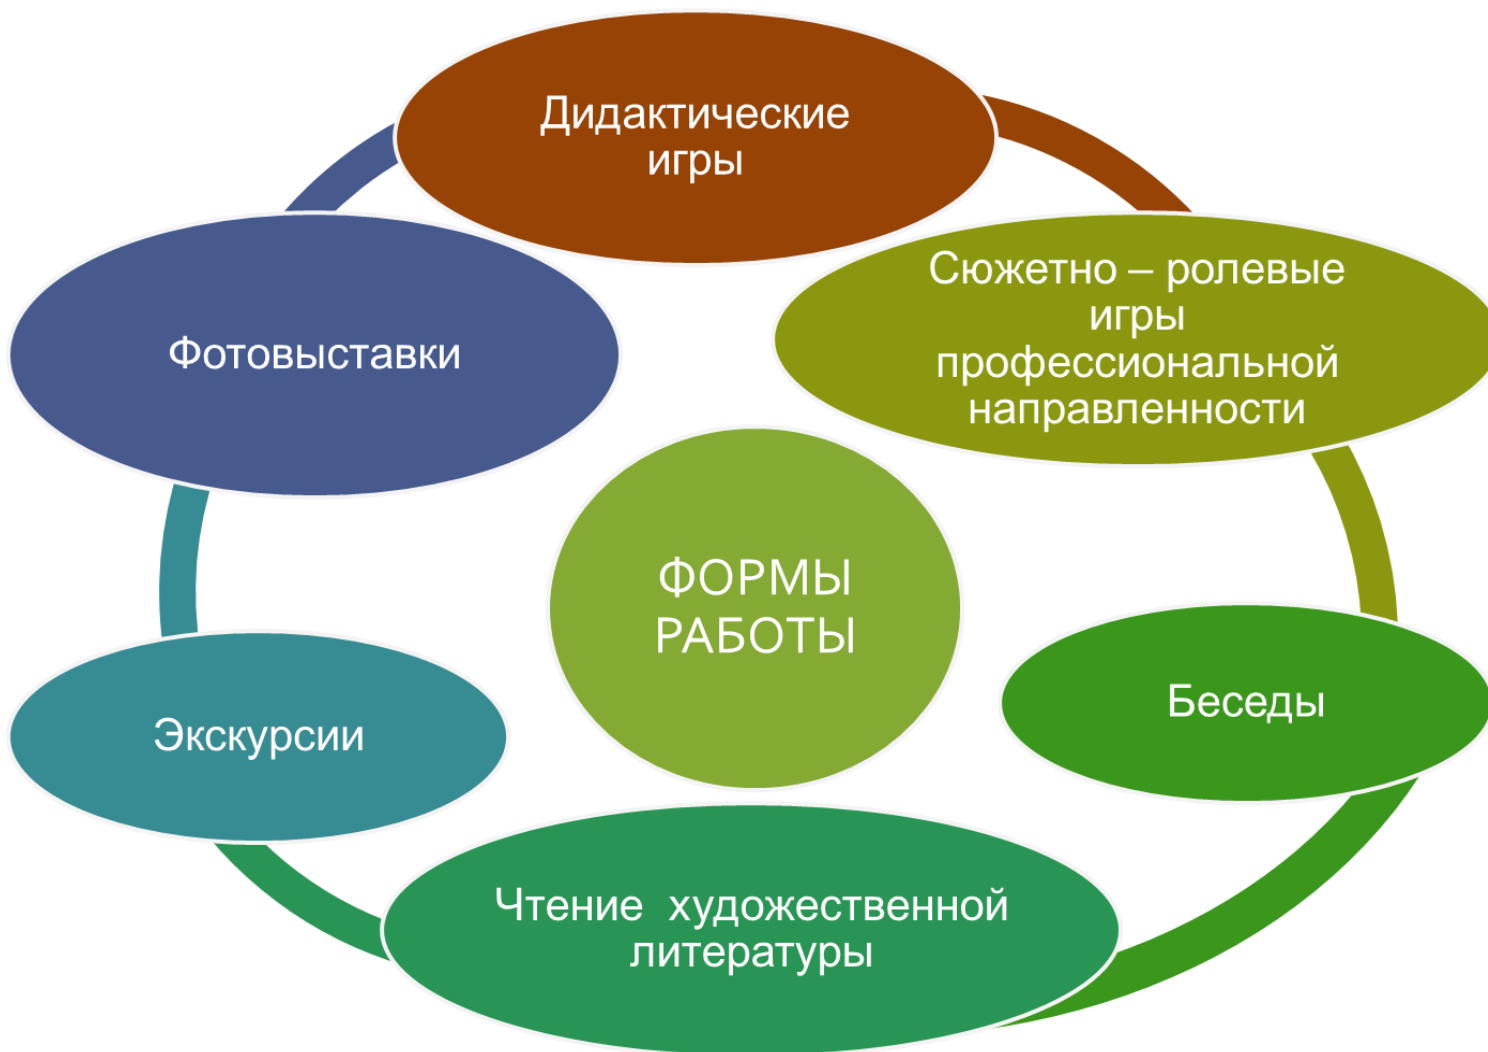 Дидактические
игры
Сюжетно – ролевые
игры
профессиональной
направленности
Беседы
Чтение  художественной
литературы
Экскурсии
Фотовыставки
ФОРМЫ
РАБОТЫ